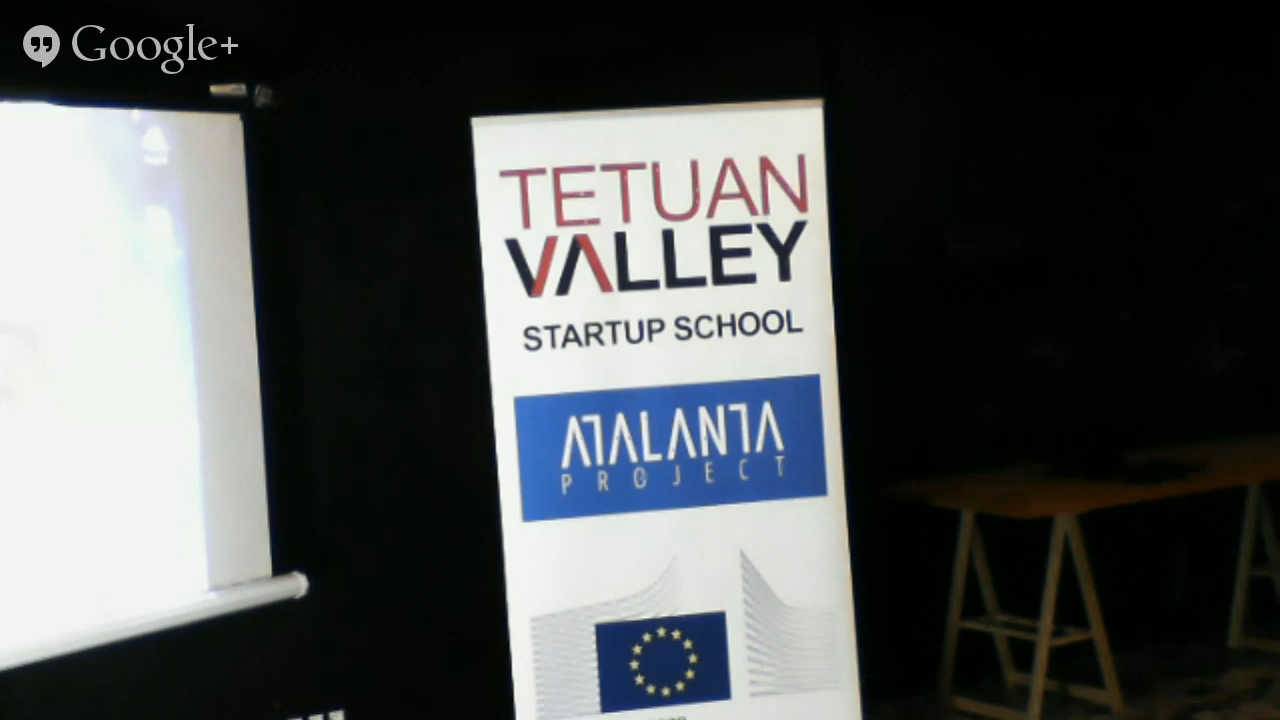 Google+
TETUAN
VALLEY
STARTUP SCHOOL
ATALANTA
PROJECT